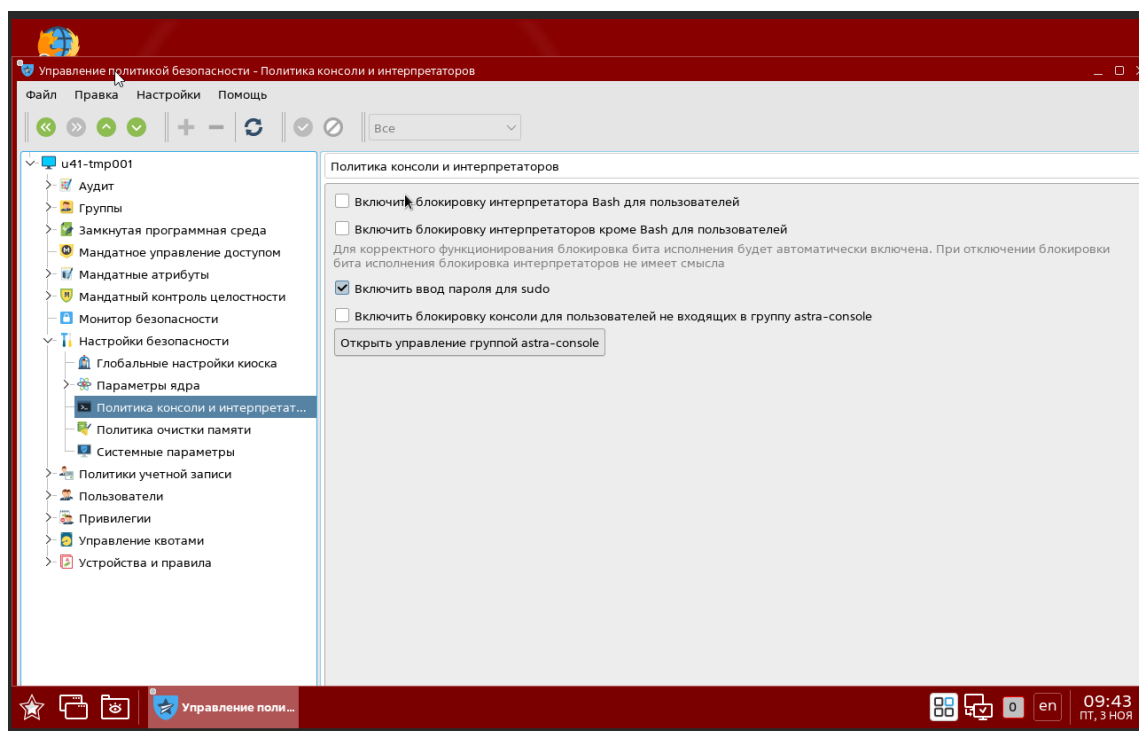 Управление политикой безопасности - Политика консоли и интерпретаторов
Файл Правка Настройки Помощь
Все
u41-tmp001
Аудит
Группы
Замкнутая программная среда
Мандатное управление доступом
Мандатные атрибуты
Мандатный контроль целостности
Монитор безопасности
Настройки безопасности
Глобальные настройки киоска
Параметры ядра
Политика консоли и интерпретат...
Политика очистки памяти
Системные параметры
Политики учетной записи
Пользователи
Привилегии
Управление квотами
Устройства и правила
Политика консоли и интерпретаторов
Включить блокировку интерпретатора Bash для пользователей
Включить блокировку интерпретаторов кроме Bash для пользователей
Для корректного функционирования блокировка бита исполнения будет автоматически включена. При отключении блокировки
бита исполнения блокировка интерпретаторов не имеет смысла
Включить ввод пароля для sudo
Включить блокировку консоли для пользователей не входящих в группу astra-console
Открыть управление группой astra-console
Управление поли...
0
en
09:43
ПТ, 3 НОЯ